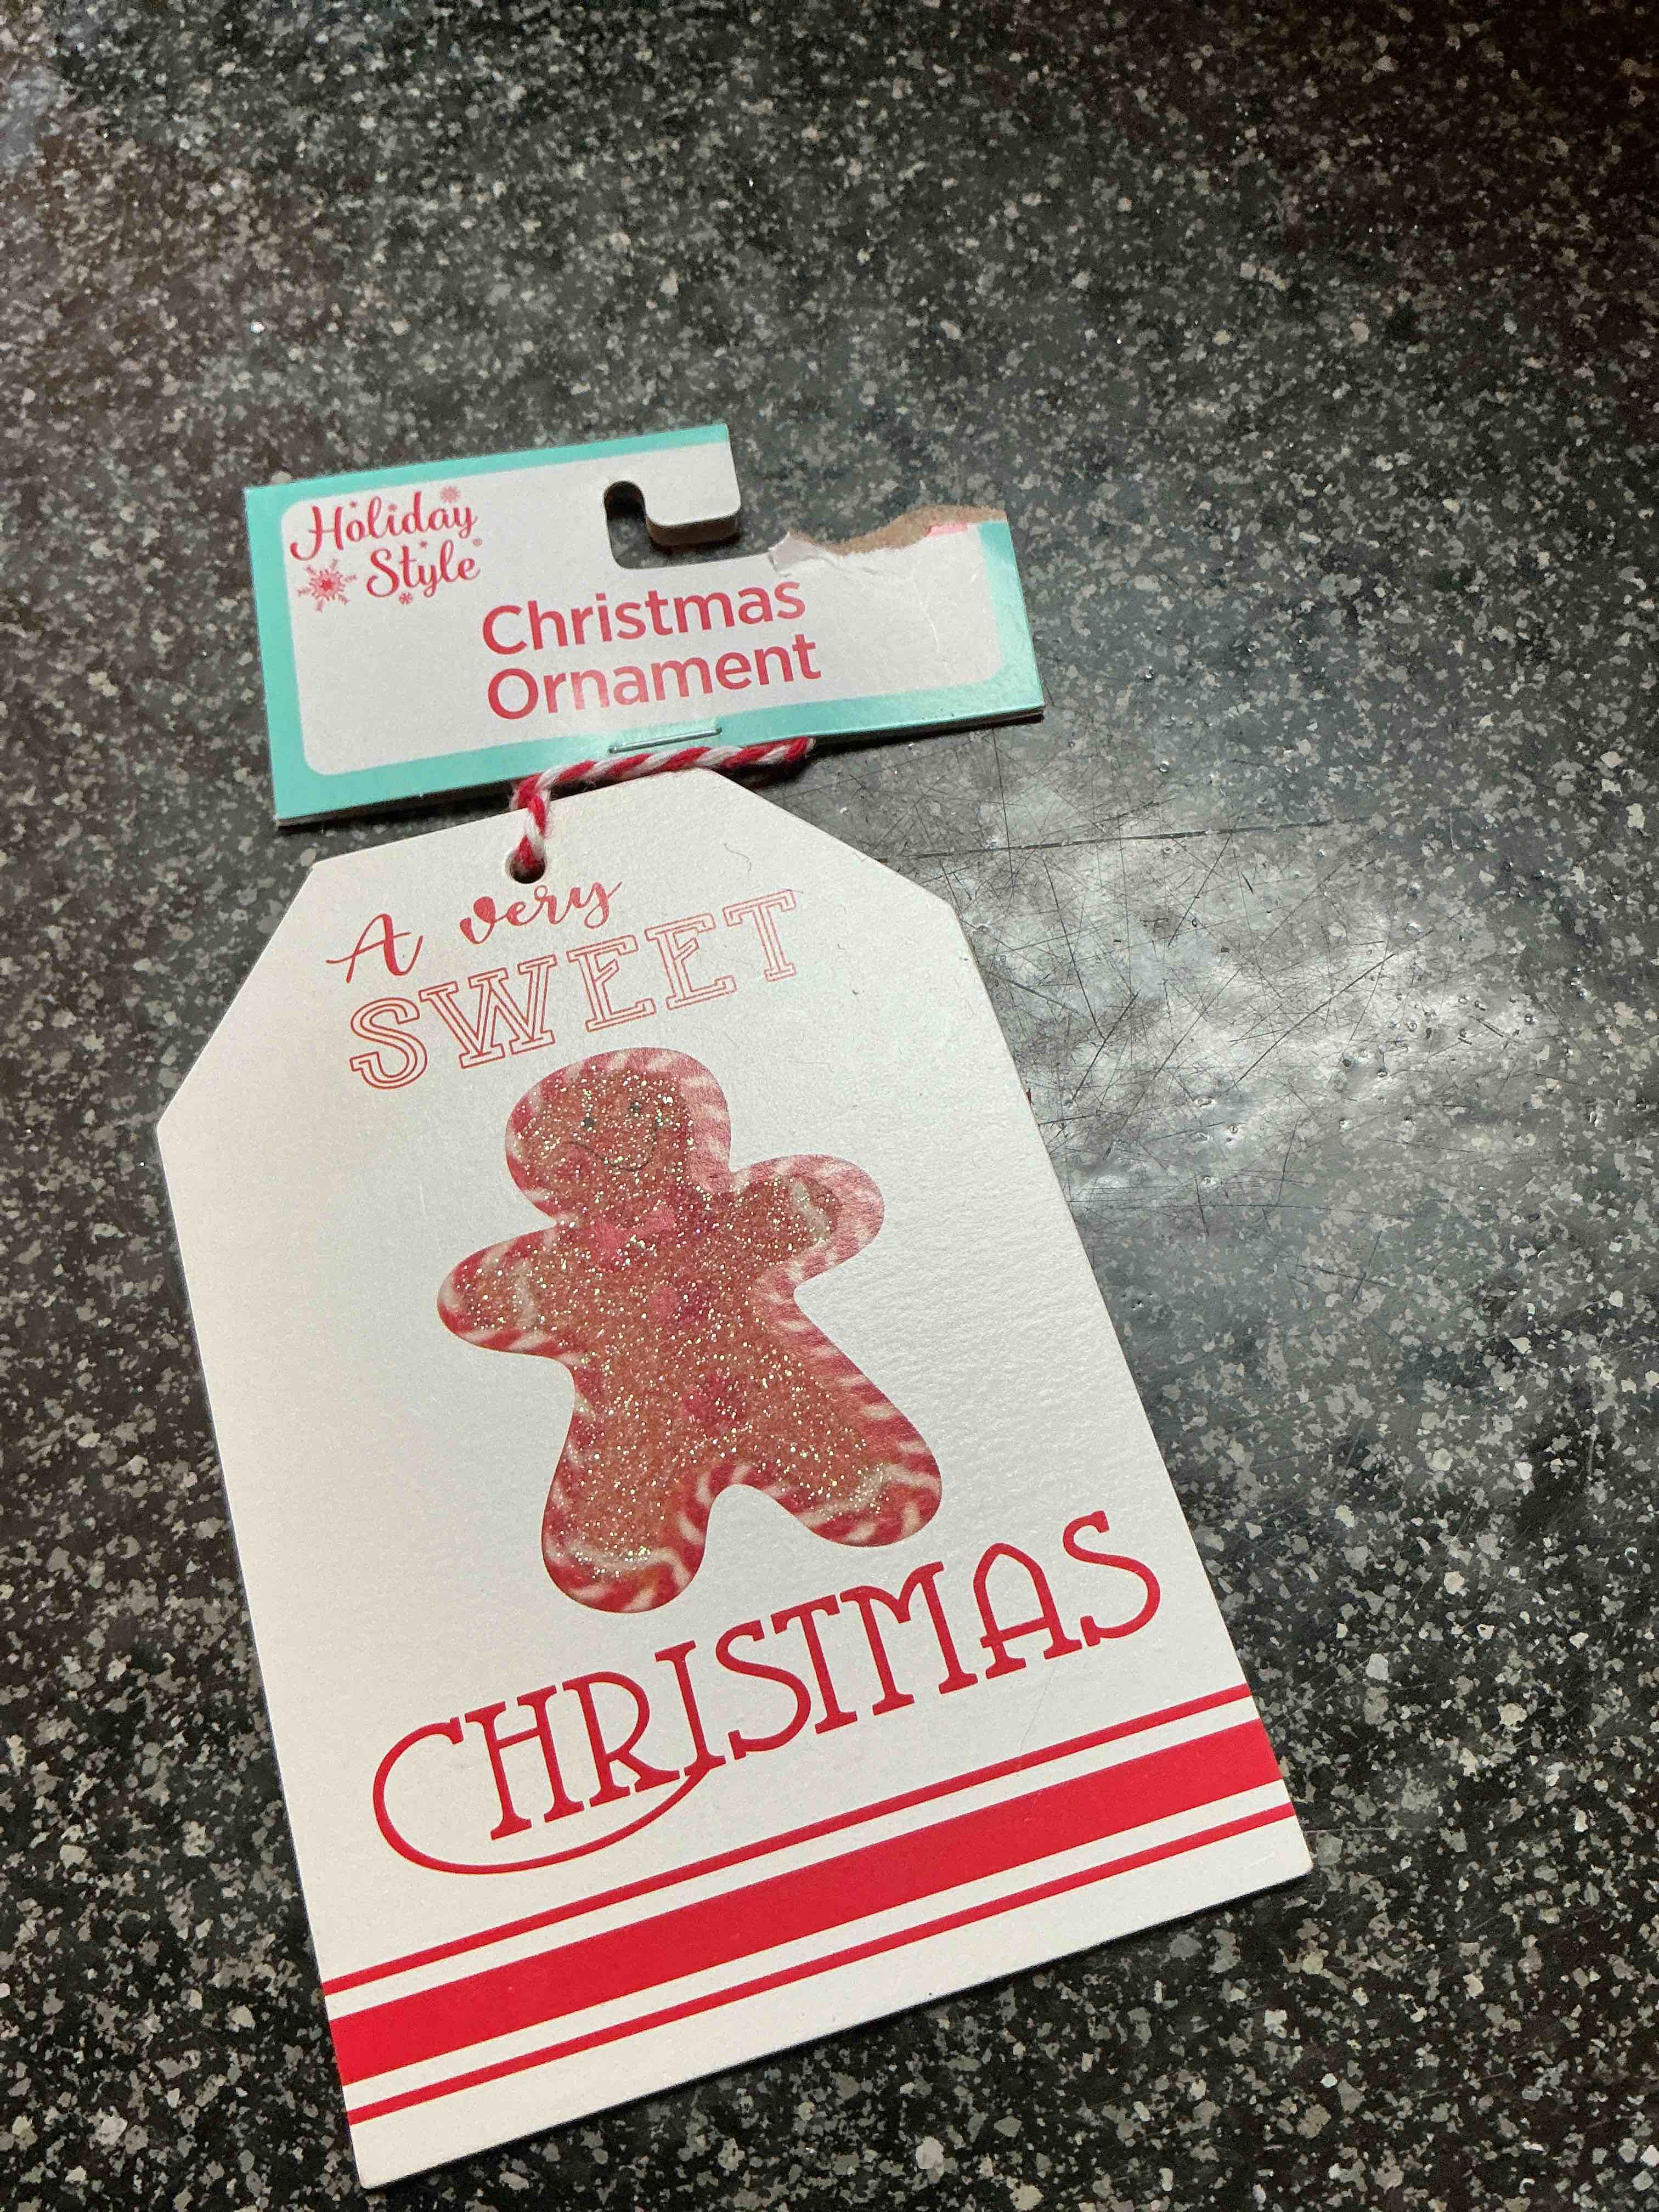 Holiday
Style®
Christmas
Ornament
A very
SWEET
CHRISTMAS